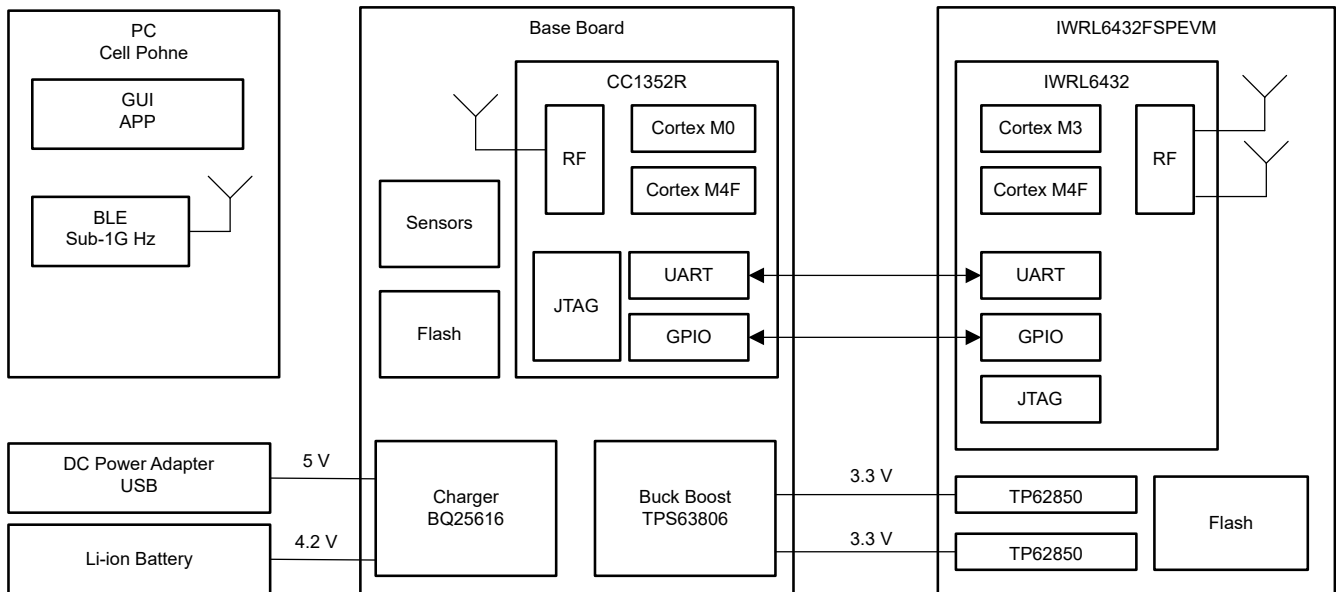 PC
Cell Pohne
GUI
APP
BLE
Sub-1G Hz
DC Power Adapter
USB
Li-ion Battery
5 V
4.2 V
Base Board
CC1352R
RF
Cortex M0
Cortex M4F
Sensors
Flash
JTAG
UART
GPIO
Charger
BQ25616
Buck Boost
TPS63806
3.3 V
3.3 V
IWRL6432FSPEVM
IWRL6432
Cortex M3
Cortex M4F
RF
UART
GPIO
JTAG
TP62850
TP62850
Flash